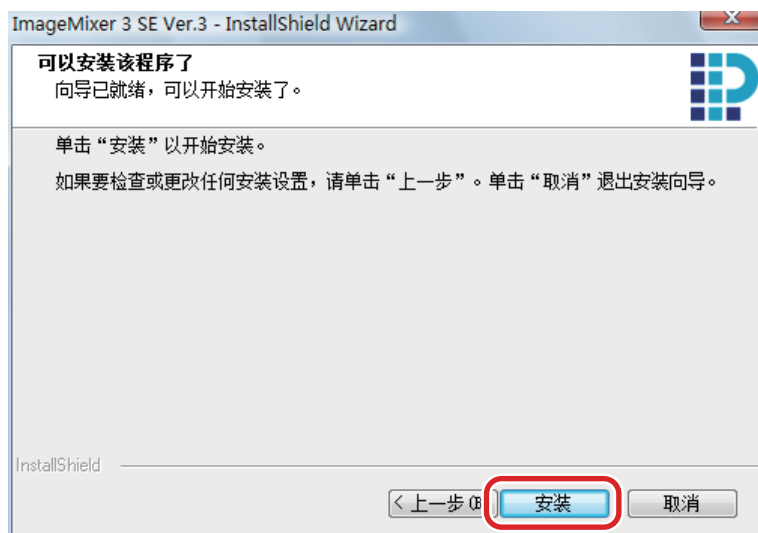 ImageMixer 3 SE Ver.3 - InstallShield Wizard
可以安装该程序了
向导已就绪，可以开始安装了。
单击“安装”以开始安装。
如果要检查或更改任何安装设置，请单击“上一步”。单击“取消”退出安装向导。
InstallShield
< 上一步(B 安装 取消